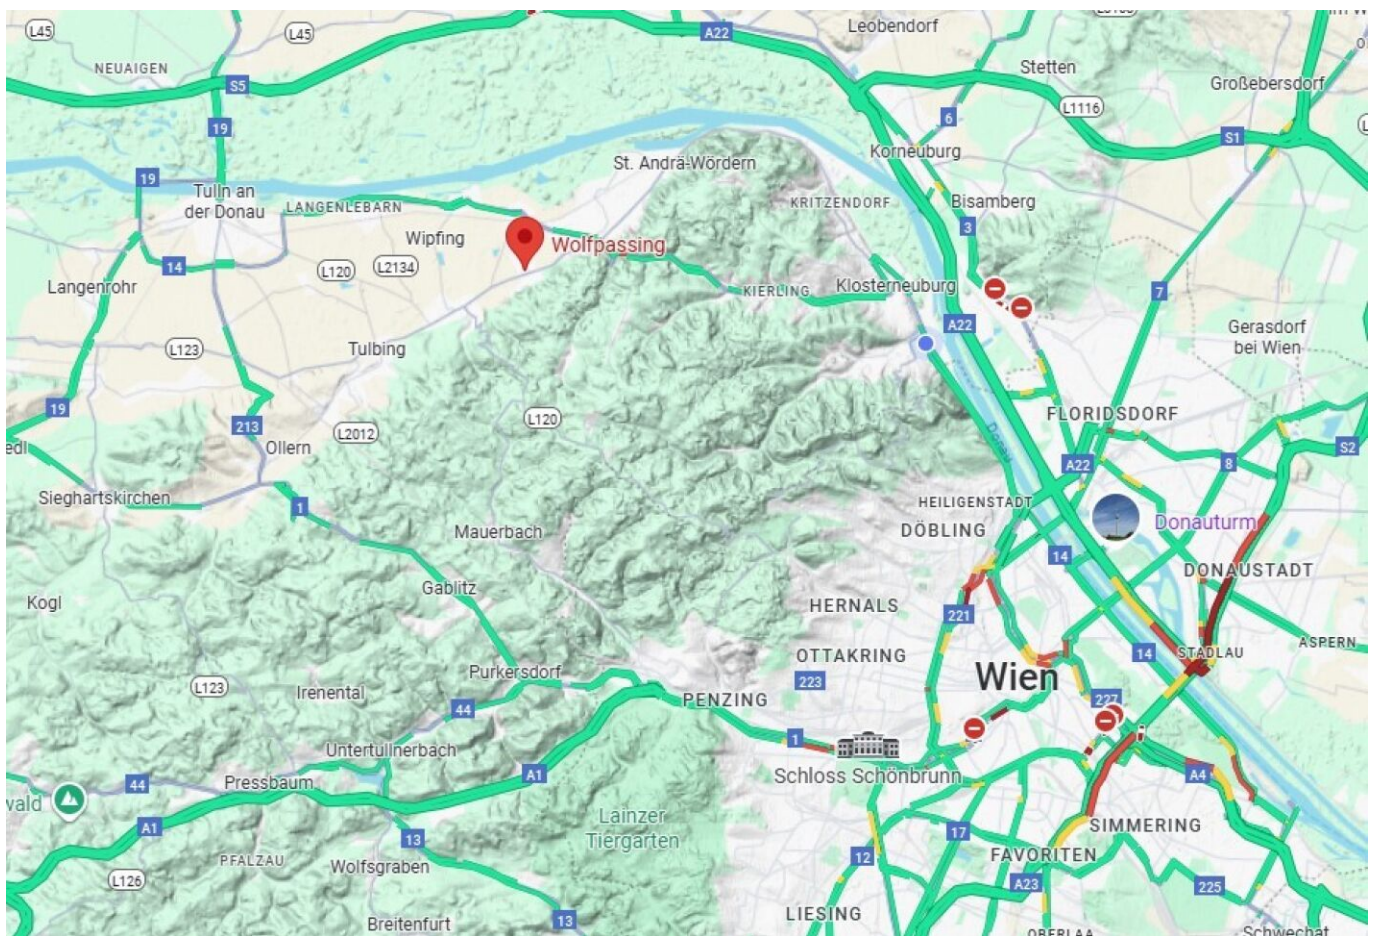 L45
L45
A22
Leobendorf
NEUAIGEN
S5
Stetten
Großebersdorf
L1116
19
6
S1
St. Andrä-Wördern
Korneuburg
19
Tulln an
der Donau
LANGENLEBARN
KRITZENDORF
Bisamberg
3
Wipfing
Wolfpassing
14
L120
L2134
Langenrohr
KIERLING
Klosterneuburg
7
A22
Gerasdorf
bei Wien
L123
Tulbing
19
213
L120
FLORIDSDORF
L2012
Ollern
Donau
A22
8
S2
Sieghartskirchen
1
HEILIGENSTADT
DÖBLING
Donauturm
Mauerbach
14
DONAUSTADT
Gablitz
Kogl
HERNALS
221
ASPERN
OTTAKRING
14
STADLAU
Purkersdorf
Wien
L123
Irenental
223
PENZING
227
44
1
Untertullnerbach
Schloss Schönbrunn
A1
A4
44
Pressbaum
vald
Lainzer
Tiergarten
A1
13
17
SIMMERING
PFALZAU
Wolfsgraben
12
FAVORITEN
L126
A23
225
LIESING
13
Breitenfurt
OBERLAA
Schwechat